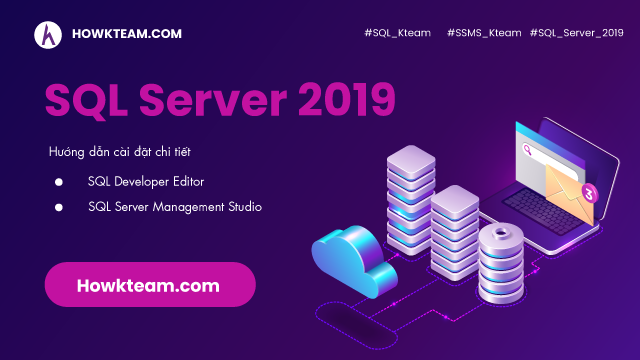 HOWKTEAM.COM
#SQL_Kteam #SSMS_Kteam #SQL_Server_2019
SQL Server 2019
Hướng dẫn cài đặt chi tiết
SQL Developer Editor
SQL Server Management Studio
Howkteam.com
3